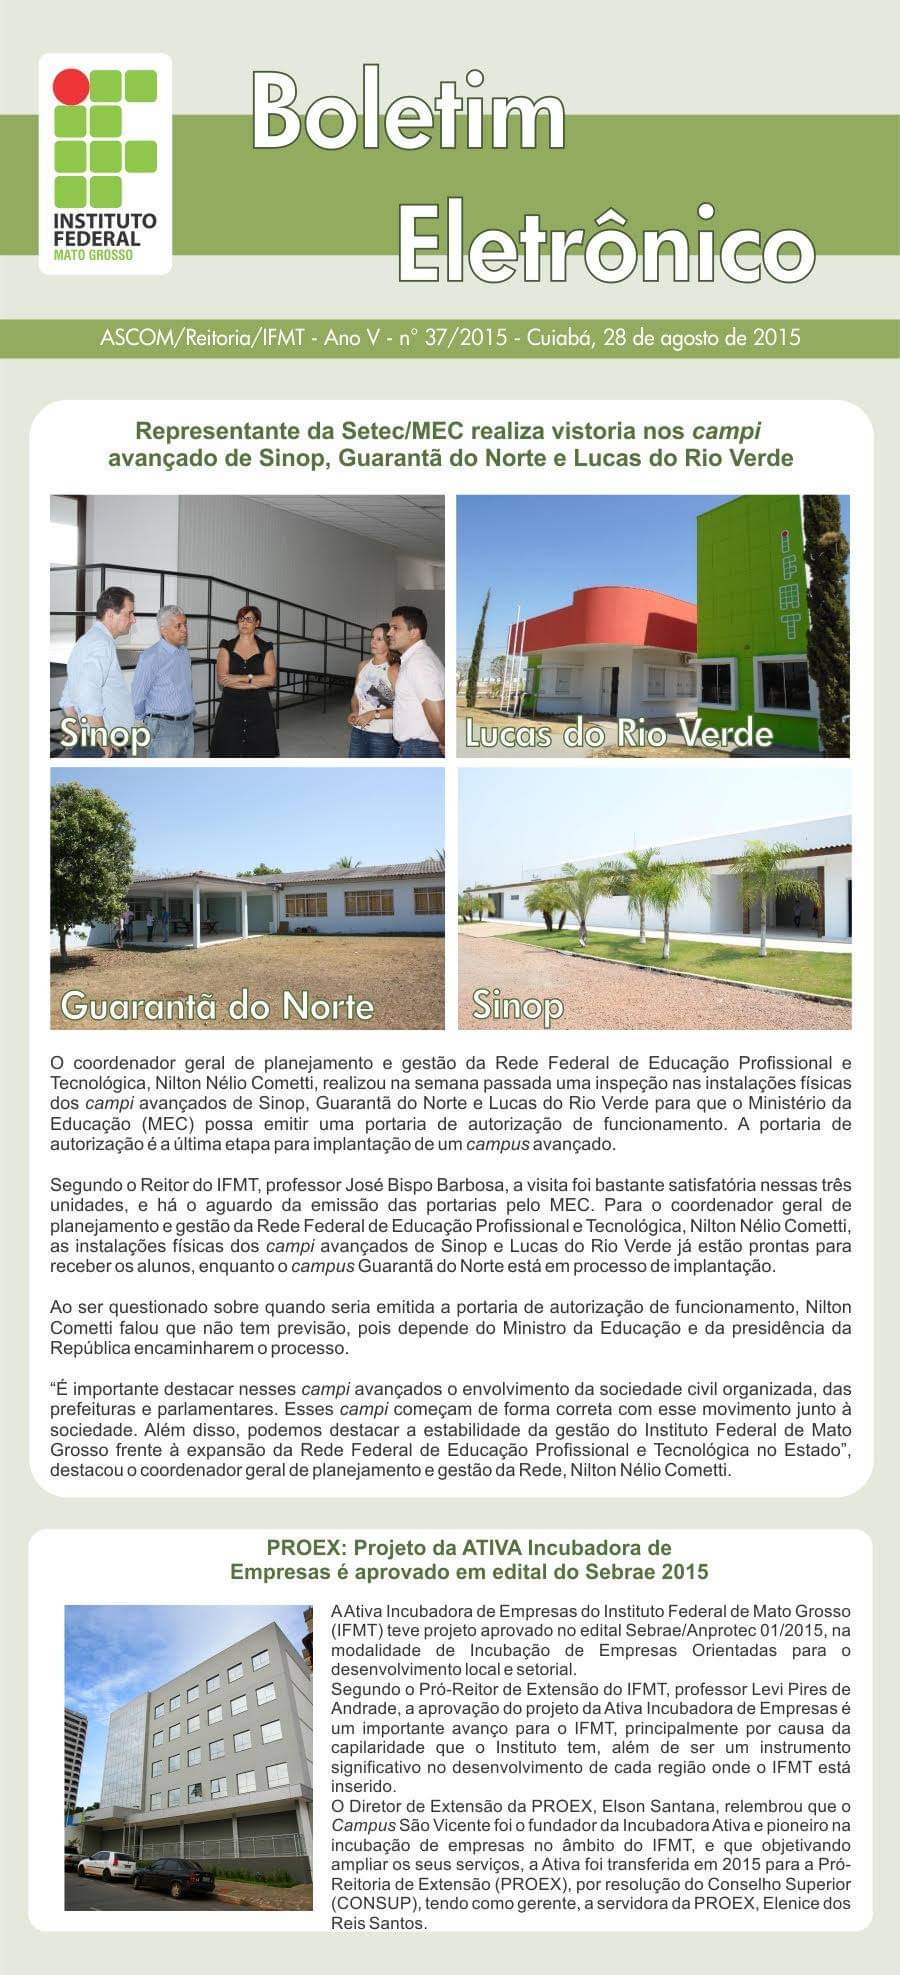 INSTITUTO
FEDERAL
MATO GROSSO
Boletim
Eletrônico
ASCOM/Reitoria/IFMT - Ano V - n° 37/2015 - Cuiabá, 28 de agosto de 2015
Representante da Setec/MEC realiza vistoria nos campi
avançado de Sinop, Guarantã do Norte e Lucas do Rio Verde
Sinop
IFMT
Lucas do Rio Verde
Guarantã do Norte
Sinop
O coordenador geral de planejamento e gestão da Rede Federal de Educação Profissional e
Tecnológica, Nilton Nélio Cometti, realizou na semana passada uma inspeção nas instalações físicas
dos campi avançados de Sinop, Guarantã do Norte e Lucas do Rio Verde para que o Ministério da
Educação (MEC) possa emitir uma portaria de autorização de funcionamento. A portaria de
autorização é a última etapa para implantação de um campus avançado.
Segundo o Reitor do IFMT, professor José Bispo Barbosa, a visita foi bastante satisfatória nessas três
unidades, e há o aguardo da emissão das portarias pelo MEC. Para o coordenador geral de
planejamento e gestão da Rede Federal de Educação Profissional e Tecnológica, Nilton Nélio Cometti,
as instalações físicas dos campi avançados de Sinop e Lucas do Rio Verde já estão prontas para
receber os alunos, enquanto o campus Guarantã do Norte está em processo de implantação.
Ao ser questionado sobre quando seria emitida a portaria de autorização de funcionamento, Nilton
Cometti falou que não tem previsão, pois depende do Ministro da Educação e da presidência da
República encaminharem o processo.
“É importante destacar nesses campi avançados o envolvimento da sociedade civil organizada, das
prefeituras e parlamentares. Esses campi começam de forma correta com esse movimento junto à
sociedade. Além disso, podemos destacar a estabilidade da gestão do Instituto Federal de Mato
Grosso frente à expansão da Rede Federal de Educação Profissional e Tecnológica no Estado”,
destacou o coordenador geral de planejamento e gestão da Rede, Nilton Nélio Cometti.
PROEX: Projeto da ATIVA Incubadora de
Empresas é aprovado em edital do Sebrae 2015
A Ativa Incubadora de Empresas do Instituto Federal de Mato Grosso
(IFMT) teve projeto aprovado no edital Sebrae/Anprotec 01/2015, na
modalidade de Incubação de Empresas Orientadas para o
desenvolvimento local e setorial.
Segundo o Pró-Reitor de Extensão do IFMT, professor Levi Pires de
Andrade, a aprovação do projeto da Ativa Incubadora de Empresas é
um importante avanço para o IFMT, principalmente por causa da
capilaridade que o Instituto tem, além de ser um instrumento
significativo no desenvolvimento de cada região onde o IFMT está
inserido.
O Diretor de Extensão da PROEX, Elson Santana, relembrou que o
Campus São Vicente foi o fundador da Incubadora Ativa e pioneiro na
incubação de empresas no âmbito do IFMT, e que objetivando
ampliar os seus serviços, a Ativa foi transferida em 2015 para a Pró-
Reitoria de Extensão (PROEX), por resolução do Conselho Superior
(CONSUP), tendo como gerente, a servidora da PROEX, Elenice dos
Reis Santos.